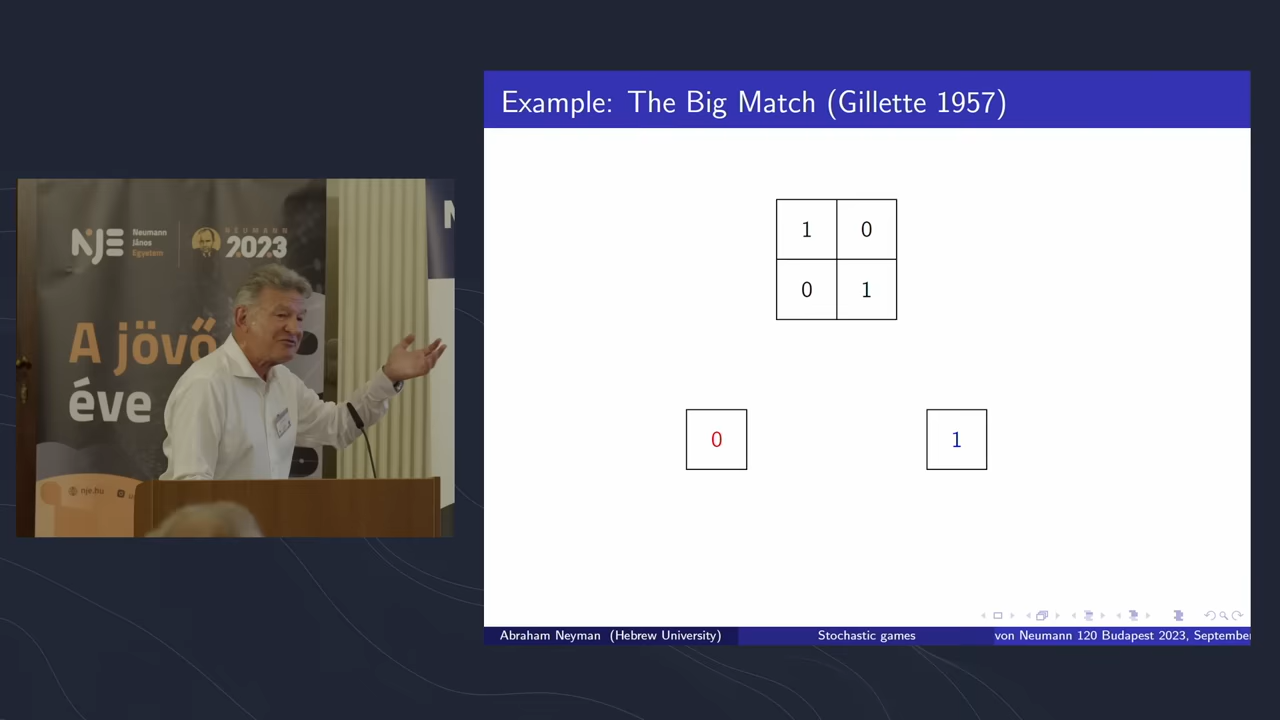 Example: The Big Match (Gillette 1957)
1 0
0 1
0 1
Abraham Neyman (Hebrew University) Stochastic games von Neumann 120 Budapest 2023, September
NJE Neumann János Egyetem
NEUMANN 2023
A jövő
éve
nje.hu
N